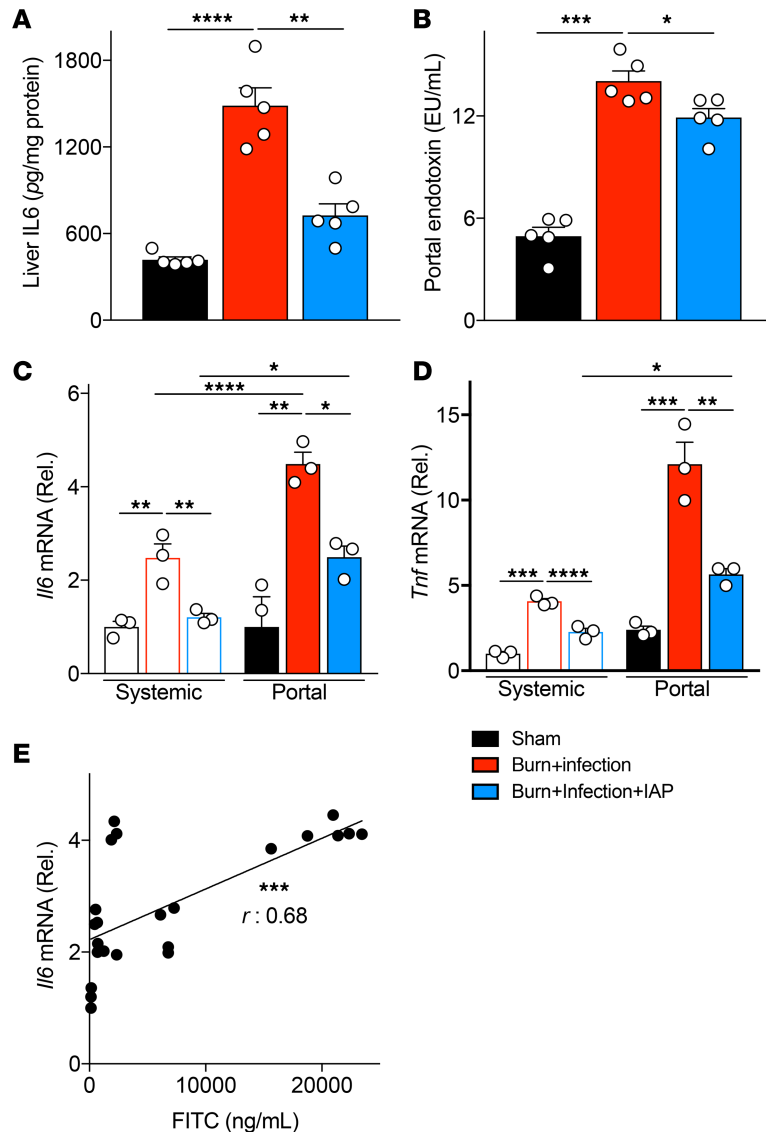 A
****
**
Liver IL6 (pg/mg protein)
1800
1200
600
0
B
***
*
Portal endotoxin (EU/mL)
12
6
0
C
*
****
**
*
**
**
Il6 mRNA (Rel.)
6
4
2
0
Systemic
Portal
D
*
***
**
***
****
Tnf mRNA (Rel.)
15
10
5
0
Systemic
Portal
Sham
Burn+infection
Burn+Infection+IAP
E
Il6 mRNA (Rel.)
4
2
0
***
r : 0.68
0
10000
20000
FITC (ng/mL)